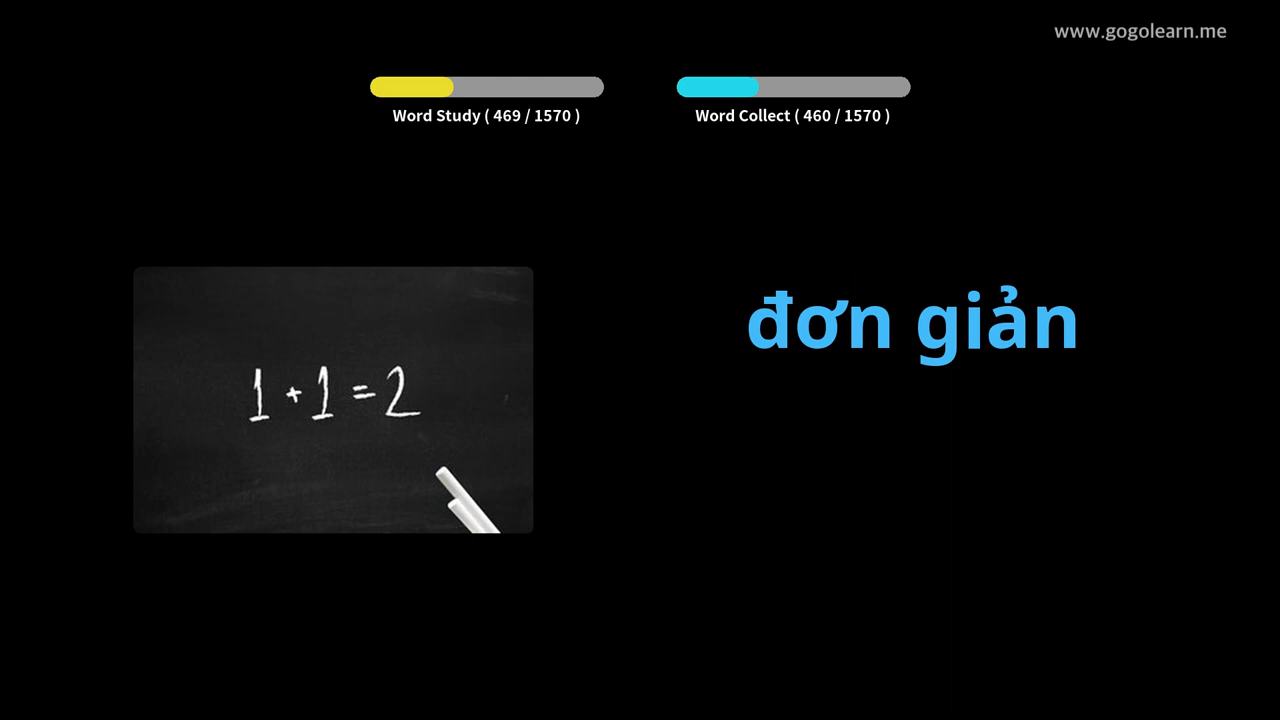 www.gogolearn.me
Word Study ( 469 / 1570 )
Word Collect ( 460 / 1570 )
1 + 1 = 2
đơn giản